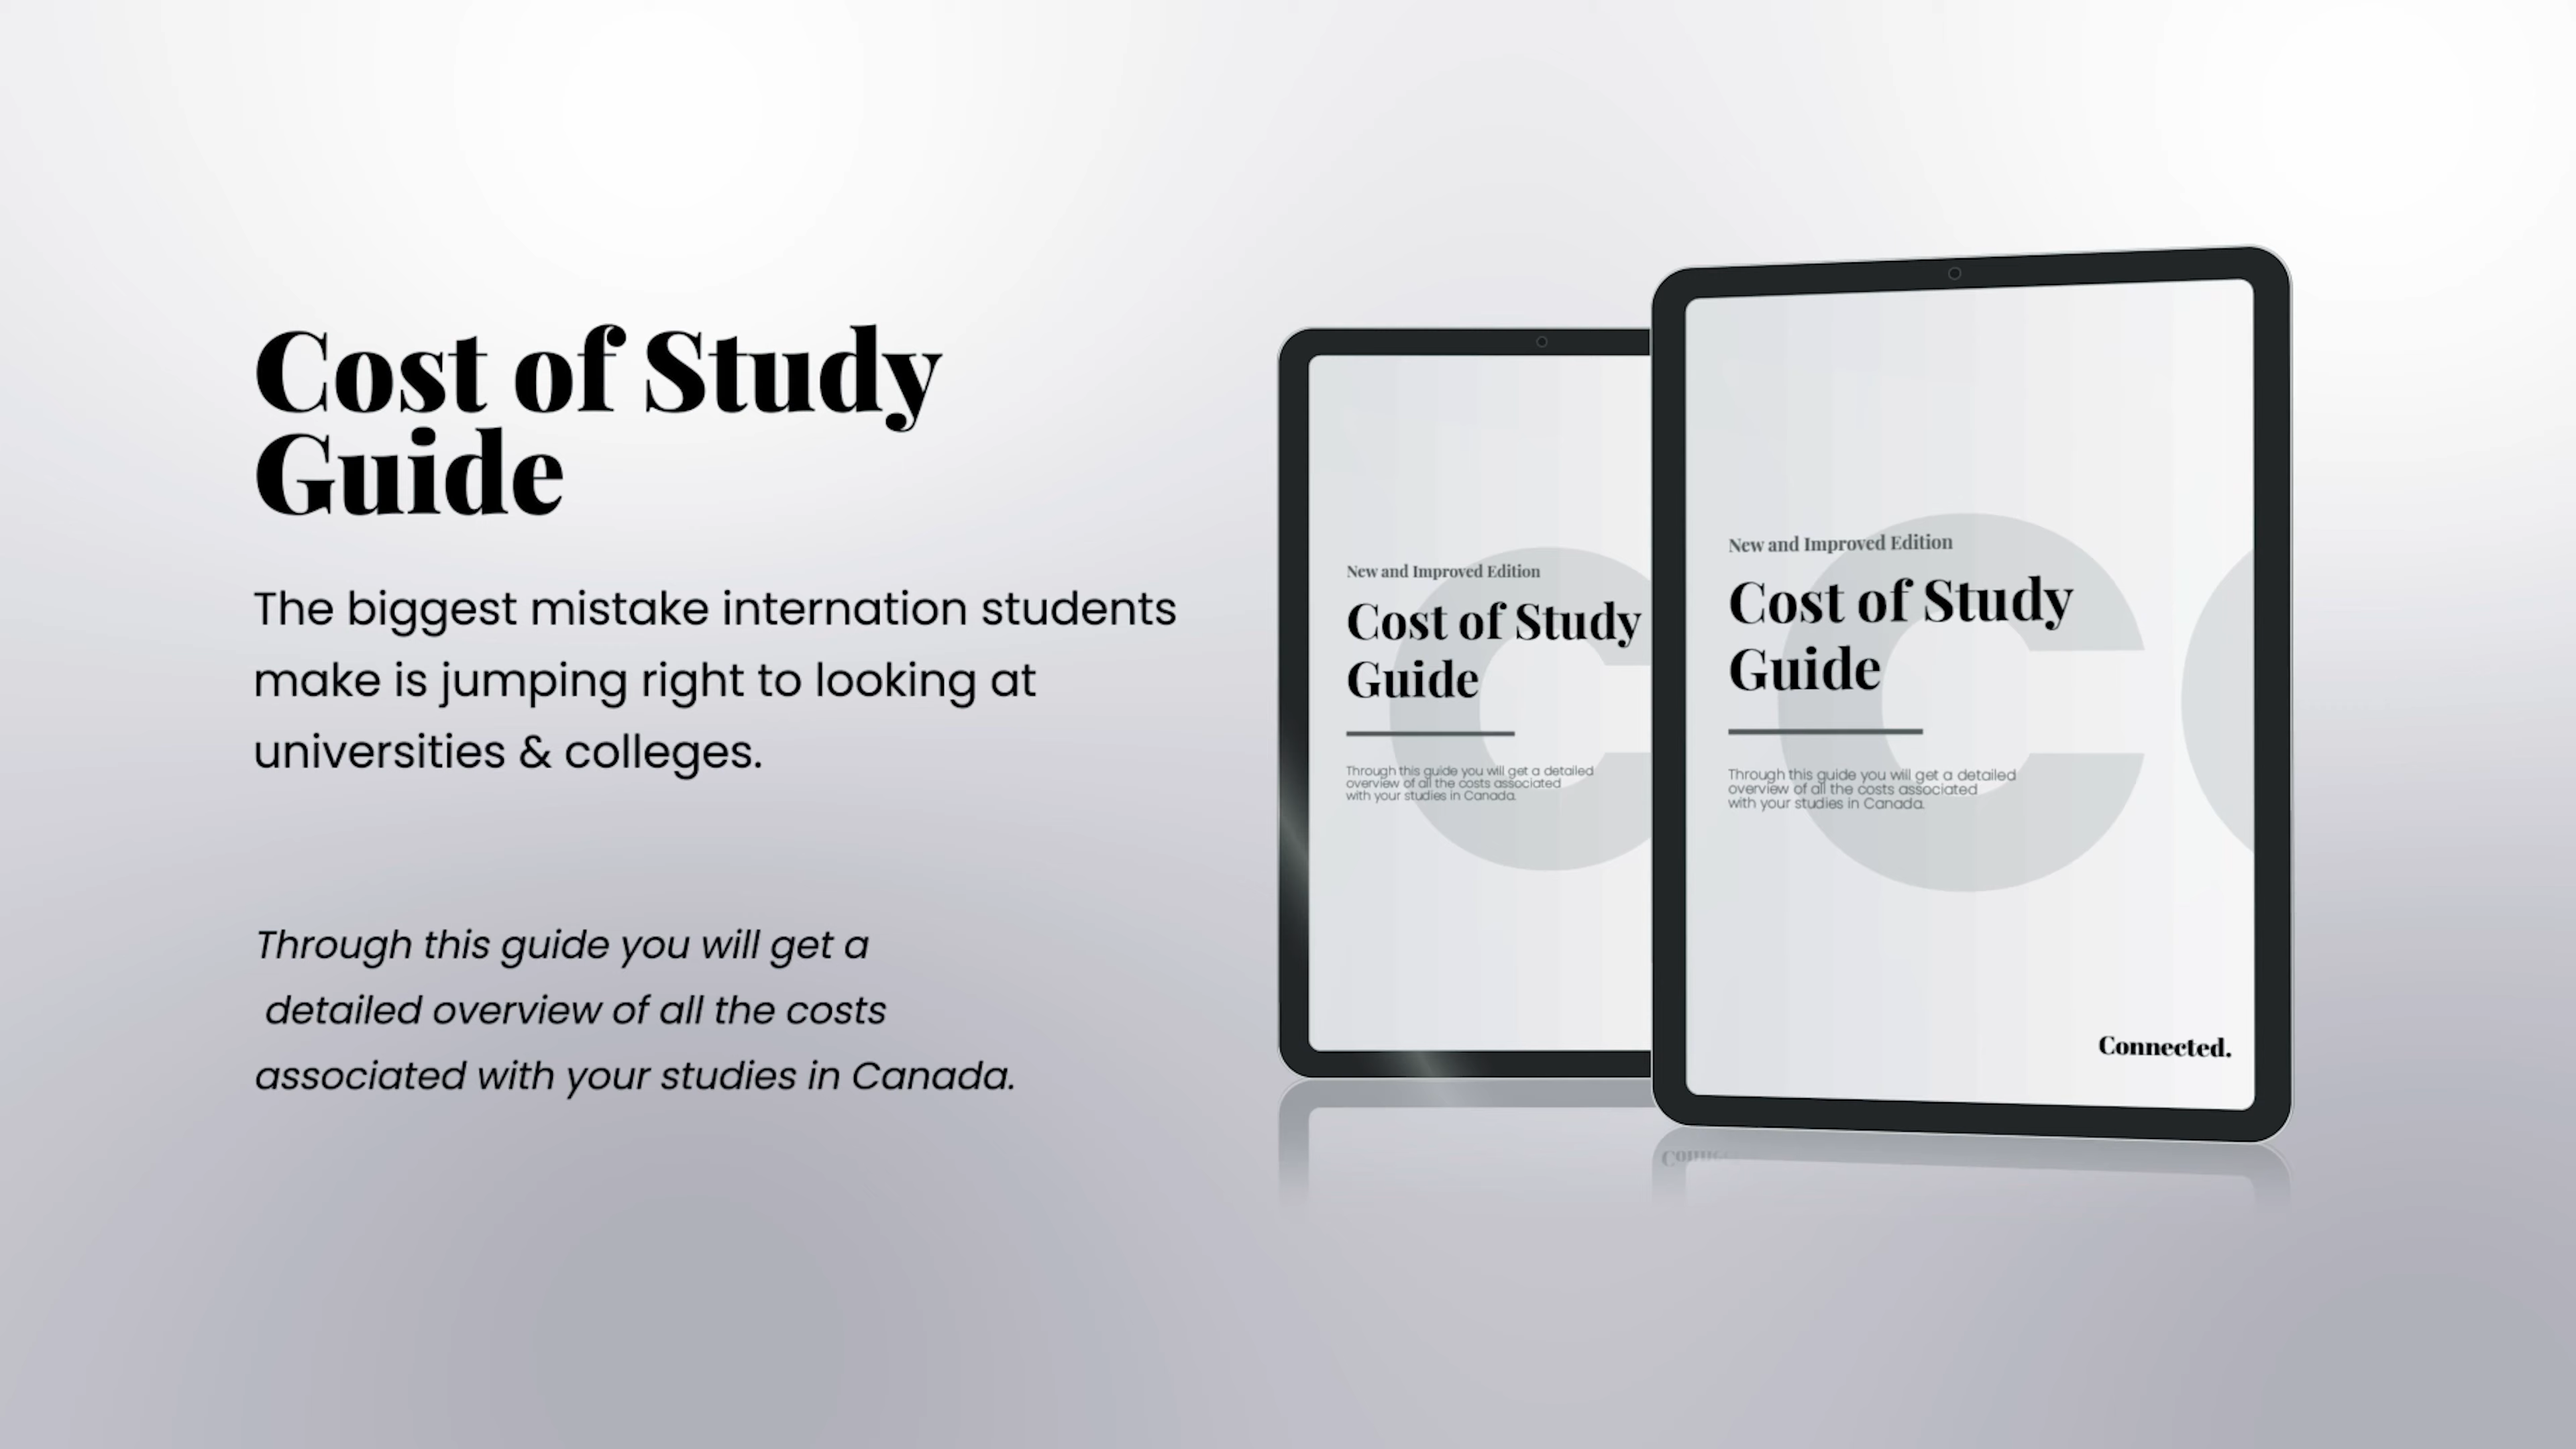 Cost of Study
Guide
The biggest mistake internation students
make is jumping right to looking at
universities & colleges.
Through this guide you will get a
detailed overview of all the costs
associated with your studies in Canada.
New and Improved Edition
Cost of Study
Guide
Through this guide you will get a detailed
overview of all the costs associated
with your studies in Canada.
New and Improved Edition
Cost of Study
Guide
Through this guide you will get a detailed
overview of all the costs associated
with your studies in Canada.
Connected.